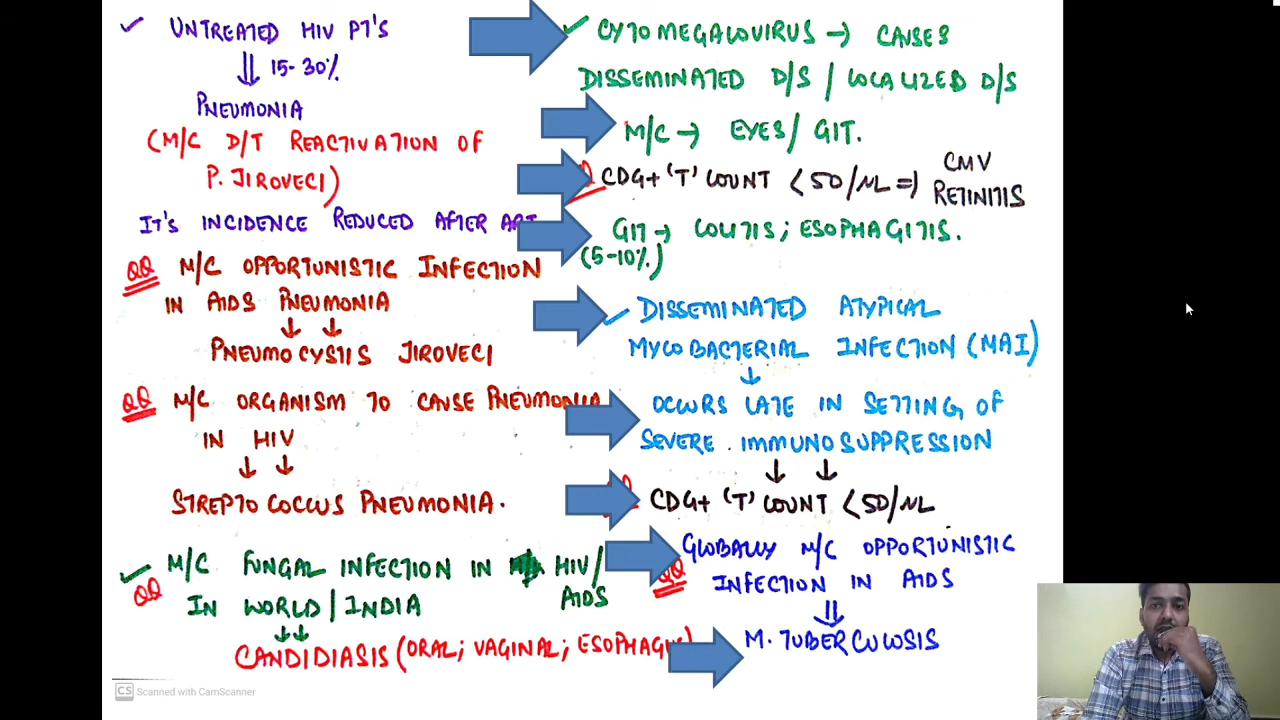 UNTREATED HIV PT'S
15-30%
PNEUMONIA
(M/C D/T REACTIVATION OF
P. JIROVECI)
IT'S INCIDENCE REDUCED AFTER ART
QQ M/C OPPORTUNISTIC INFECTION
IN AIDS PNEUMONIA
PNEUMOCYSTIS JIROVECI
QQ M/C ORGANISM TO CAUSE PNEUMONIA
IN HIV
STREPTOCOCCUS PNEUMONIA.
M/C FUNGAL INFECTION IN HIV/
AIDS
QQ IN WORLD/INDIA
CANDIDIASIS (ORAL; VAGINAL; ESOPHAGUS)
CS Scanned with CamScanner
CYTOMEGALOVIRUS → CAUSES
DISSEMINATED D/S / LOCALIZED D/S
M/C → EYES/ GIT.
CD4+ 'T' COUNT <50/µL ⇒ CMV
RETINITIS
GIT → COLITIS; ESOPHAGITIS.
(5-10%)
DISSEMINATED ATYPICAL
MYCOBACTERIAL INFECTION (MAI)
OCCURS LATE IN SETTING OF
SEVERE IMMUNOSUPPRESSION
CD4+ 'T' COUNT <50/µL
GLOBALLY M/C OPPORTUNISTIC
QQ INFECTION IN AIDS
M. TUBERCULOSIS